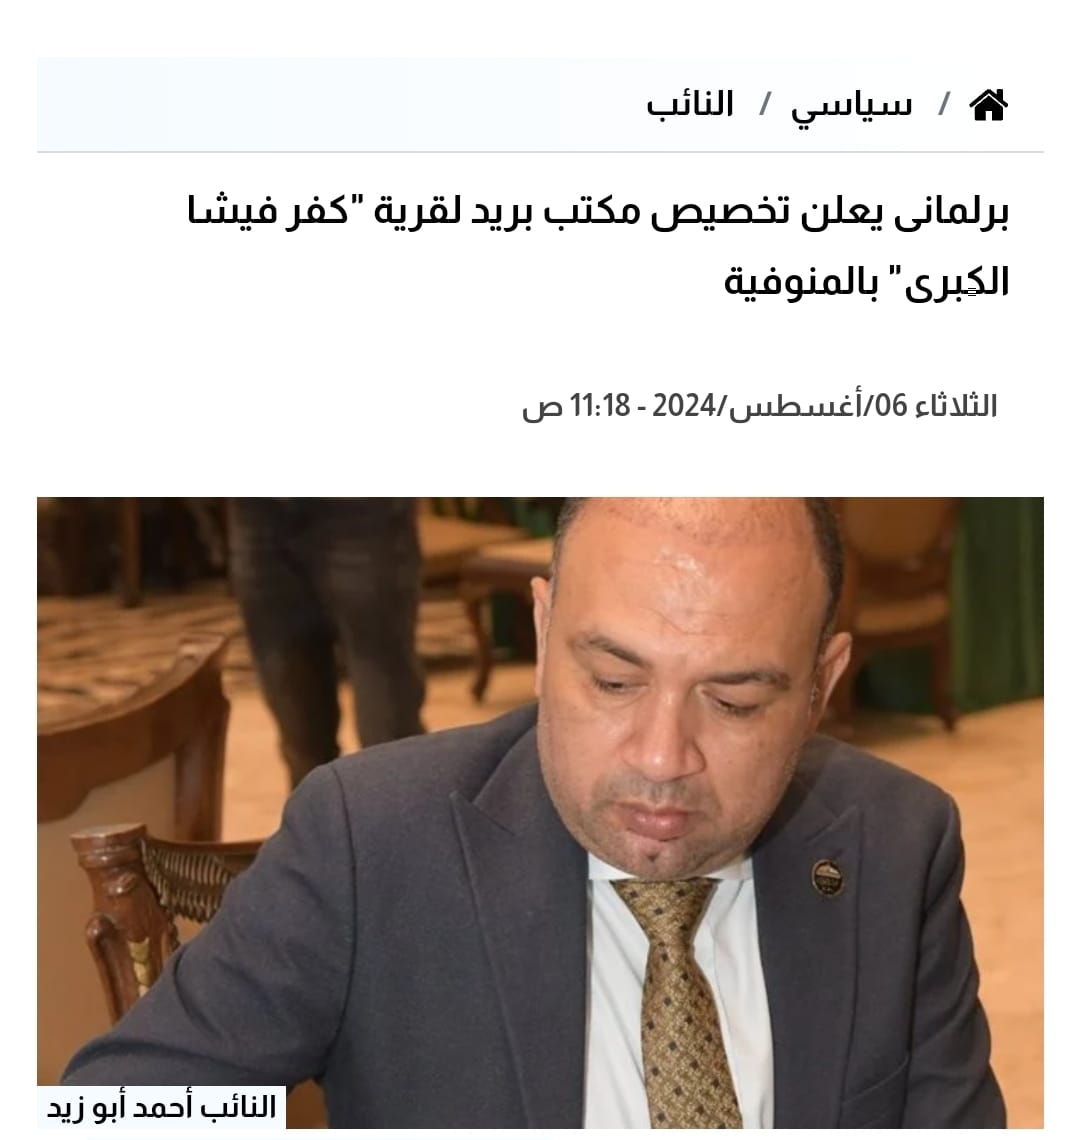 / سياسي / النائب
برلمانى يعلن تخصيص مكتب بريد لقرية "كفر فيشا
الكبرى" بالمنوفية
الثلاثاء 06/أغسطس/2024 - 11:18 ص
النائب أحمد أبو زيد